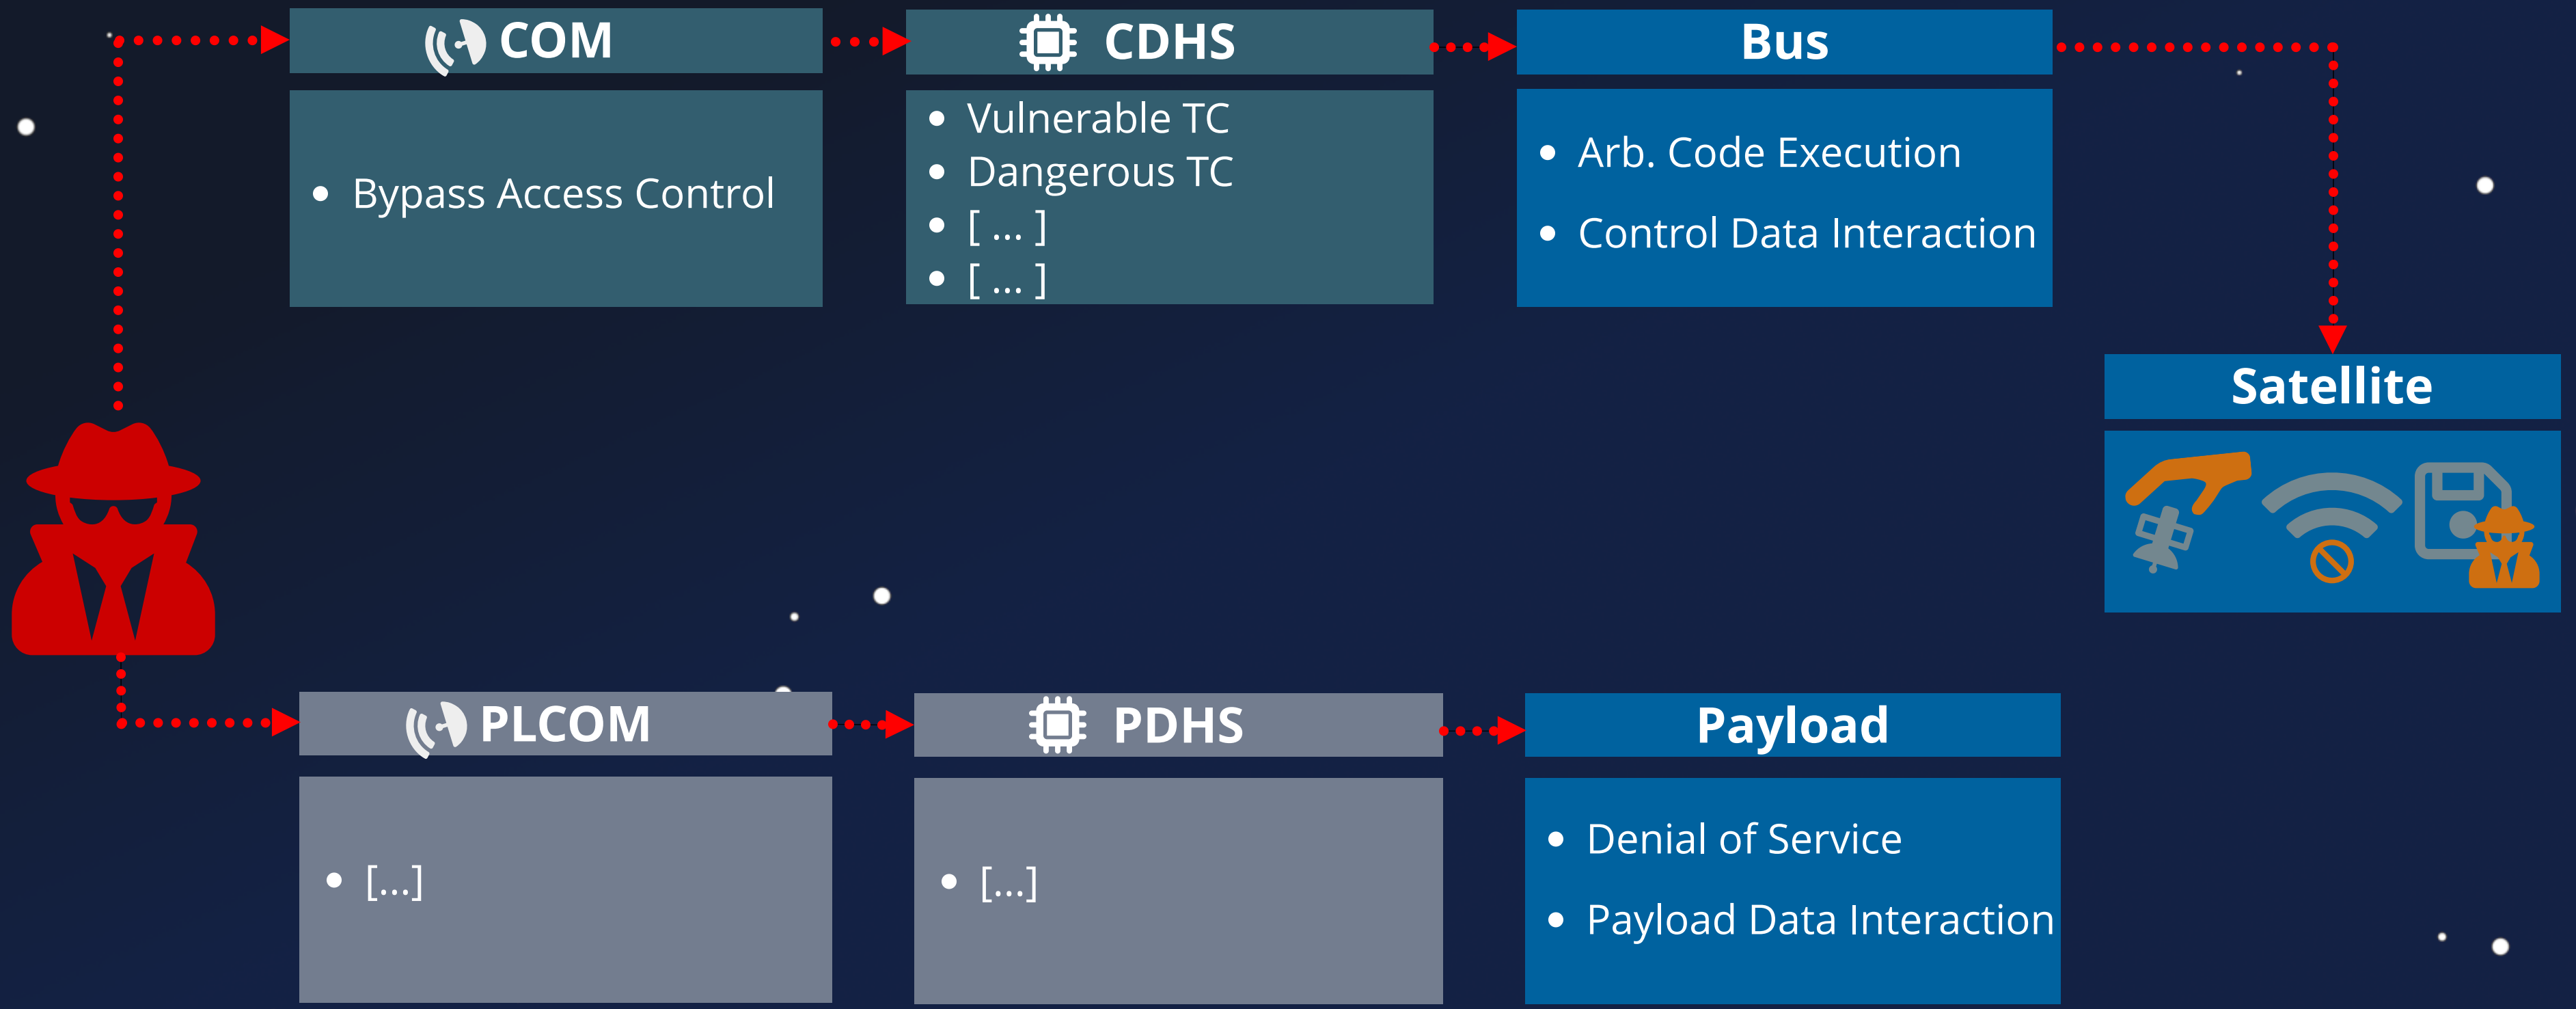 COM
CDHS
Bus
• Bypass Access Control
• Vulnerable TC
• Dangerous TC
• [ ... ]
• [ ... ]
• Arb. Code Execution
• Control Data Interaction
Satellite
PLCOM
PDHS
Payload
• [...]
• [...]
• Denial of Service
• Payload Data Interaction